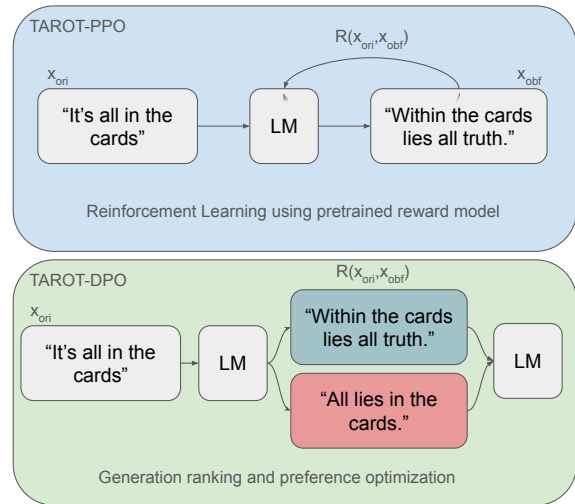 TAROT-PPO
R(x_ori,x_obf)
x_ori
x_obf
“It's all in the
cards”
LM
“Within the cards
lies all truth.”
Reinforcement Learning using pretrained reward model
TAROT-DPO
R(x_ori,x_obf)
x_ori
“It's all in the
cards”
LM
“Within the cards
lies all truth.”
“All lies in the
cards.”
LM
Generation ranking and preference optimization